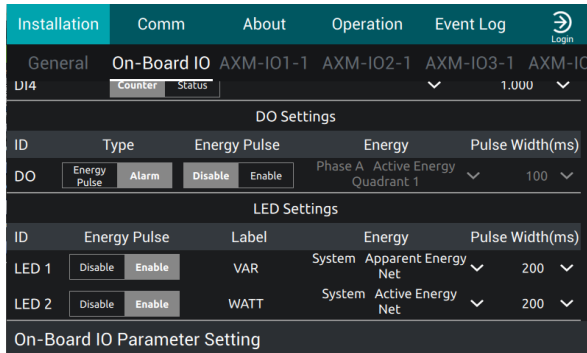 Installation Comm About Operation Event Log Login
General On-Board IO AXM-IO1-1 AXM-IO2-1 AXM-IO3-1 AXM-IO
DI4 Counter Status 1.000
DO Settings
ID Type Energy Pulse Energy Pulse Width(ms)
DO Energy Pulse Alarm Disable Enable Phase A Active Energy Quadrant 1 100
LED Settings
ID Energy Pulse Label Energy Pulse Width(ms)
LED 1 Disable Enable VAR System Apparent Energy Net 200
LED 2 Disable Enable WATT System Active Energy Net 200
On-Board IO Parameter Setting